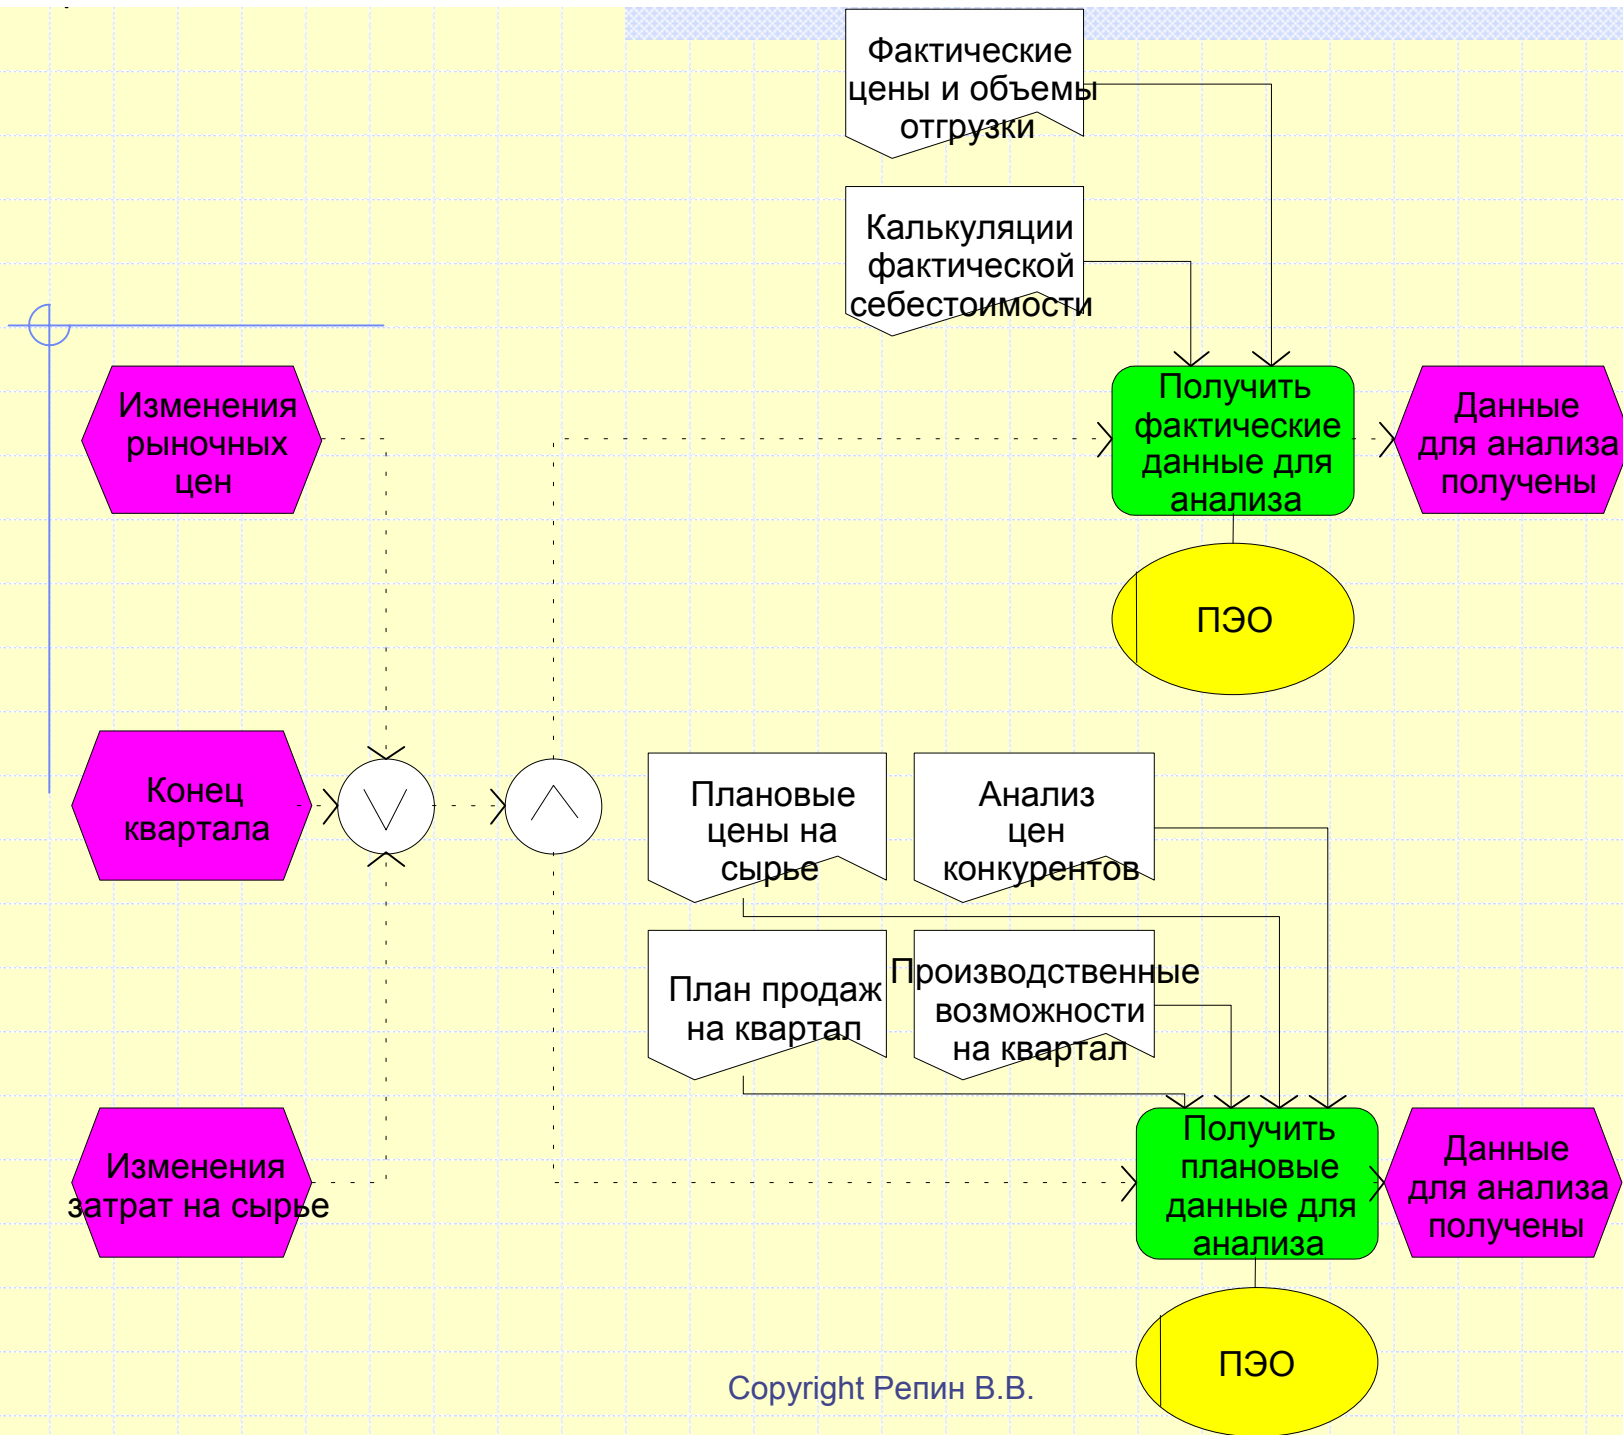 Фактические
цены и объемы
отгрузки
Калькуляции
фактической
себестоимости
Изменения
рыночных
цен
Получить
фактические
данные для
анализа
Данные
для анализа
получены
ПЭО
Конец
квартала
Плановые
цены на
сырье
Анализ
цен
конкурентов
План продаж
на квартал
Производственные
возможности
на квартал
Изменения
затрат на сырье
Получить
плановые
данные для
анализа
Данные
для анализа
получены
ПЭО
Copyright Репин В.В.